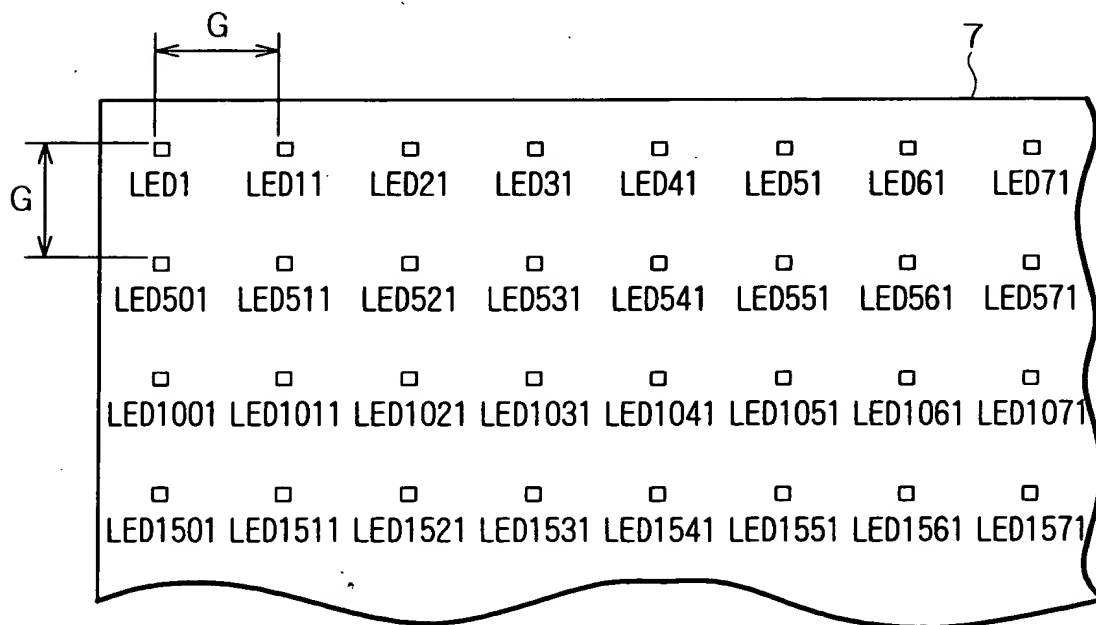 G
7
LED1 LED11 LED21 LED31 LED41 LED51 LED61 LED71
G
LED501 LED511 LED521 LED531 LED541 LED551 LED561 LED571
LED1001 LED1011 LED1021 LED1031 LED1041 LED1051 LED1061 LED1071
LED1501 LED1511 LED1521 LED1531 LED1541 LED1551 LED1561 LED1571